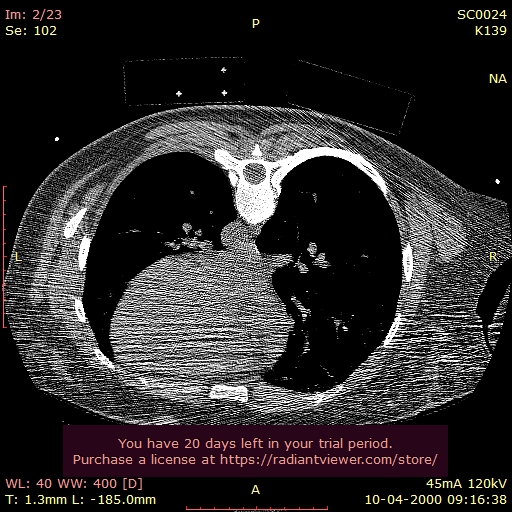 Im: 2/23
Se: 102
P
SC0024
K139
NA
L
R
You have 20 days left in your trial period.
Purchase a license at https://radiantviewer.com/store/
WL: 40 WW: 400 [D]
T: 1.3mm L: -185.0mm
A
45mA 120kV
10-04-2000 09:16:38